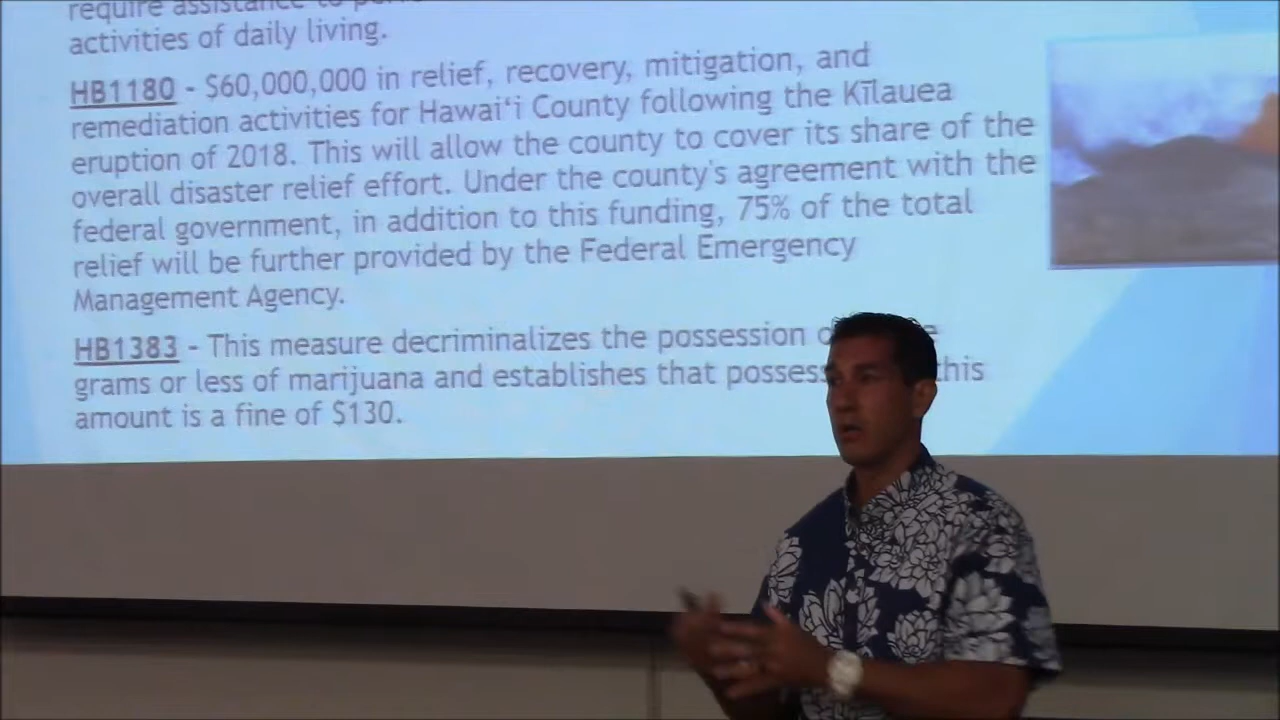 require assistance to
activities of daily living.
HB1180 - $60,000,000 in relief, recovery, mitigation, and
remediation activities for Hawaiʻi County following the Kīlauea
eruption of 2018. This will allow the county to cover its share of the
overall disaster relief effort. Under the county's agreement with the
federal government, in addition to this funding, 75% of the total
relief will be further provided by the Federal Emergency
Management Agency.
HB1383 - This measure decriminalizes the possession
grams or less of marijuana and establishes that this
amount is a fine of $130.